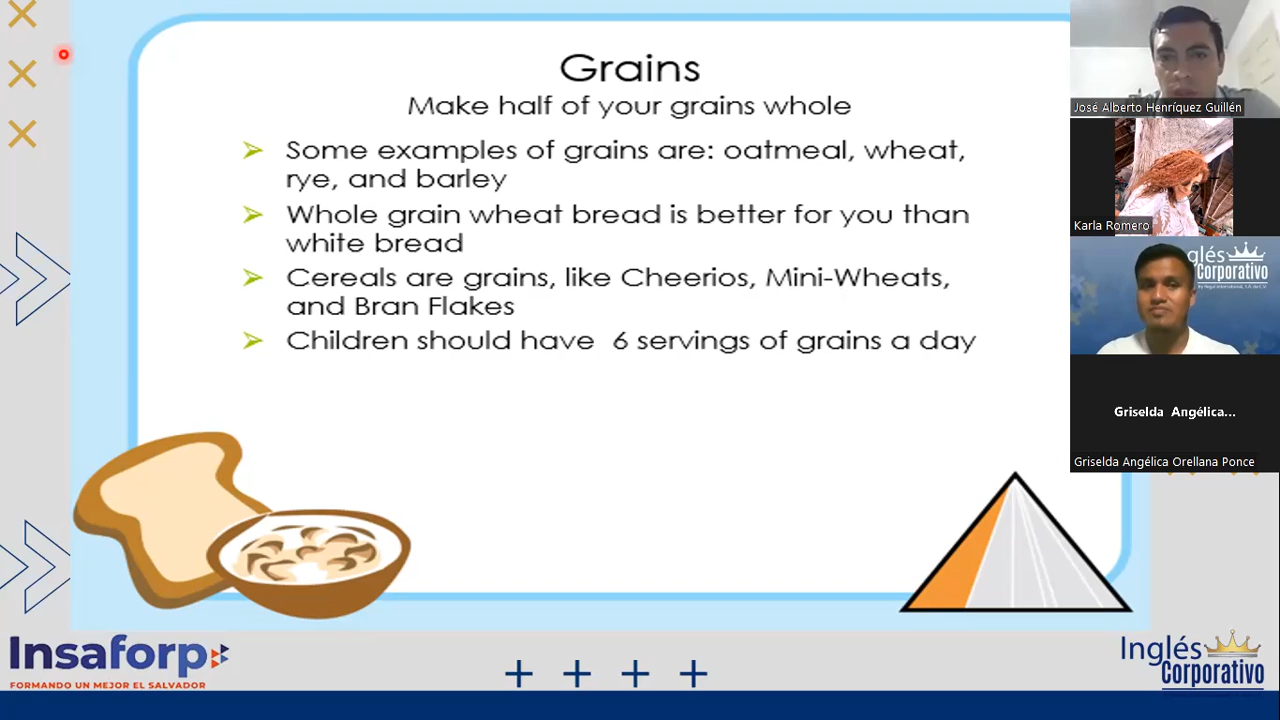 Grains
Make half of your grains whole
Some examples of grains are: oatmeal, wheat,
rye, and barley
Whole grain wheat bread is better for you than
white bread
Cereals are grains, like Cheerios, Mini-Wheats,
and Bran Flakes
Children should have 6 servings of grains a day
José Alberto Henríquez Guillén
Karla Romero
Inglés
Corporativo
Griselda Angélica...
Griselda Angélica Orellana Ponce
Insaforp
FORMANDO UN MEJOR EL SALVADOR
Inglés
Corporativo